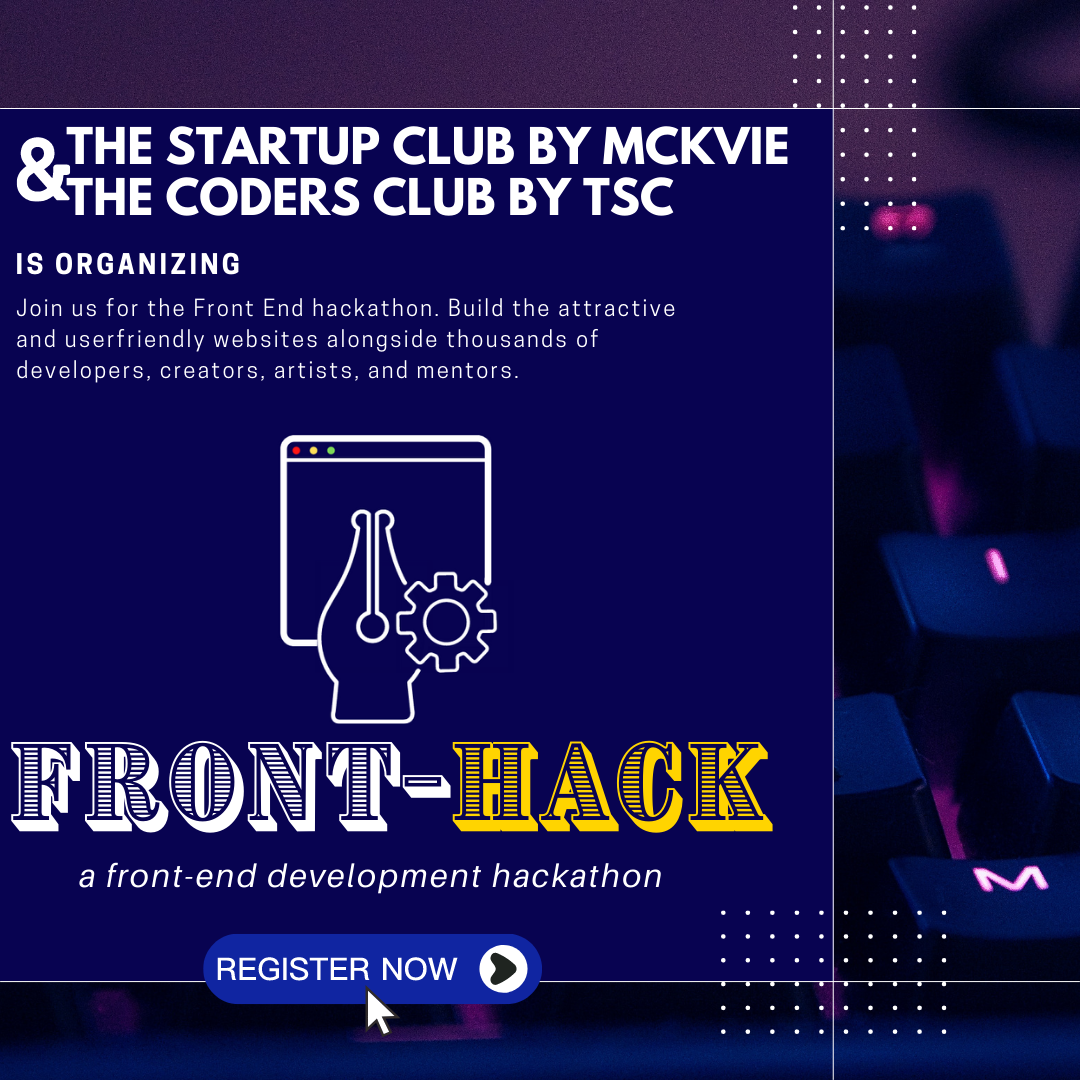 THE STARTUP CLUB BY MCKVIE
&
THE CODERS CLUB BY TSC
IS ORGANIZING
Join us for the Front End hackathon. Build the attractive
and userfriendly websites alongside thousands of
developers, creators, artists, and mentors.
FRONT-HACK
a front-end development hackathon
REGISTER NOW
I
M